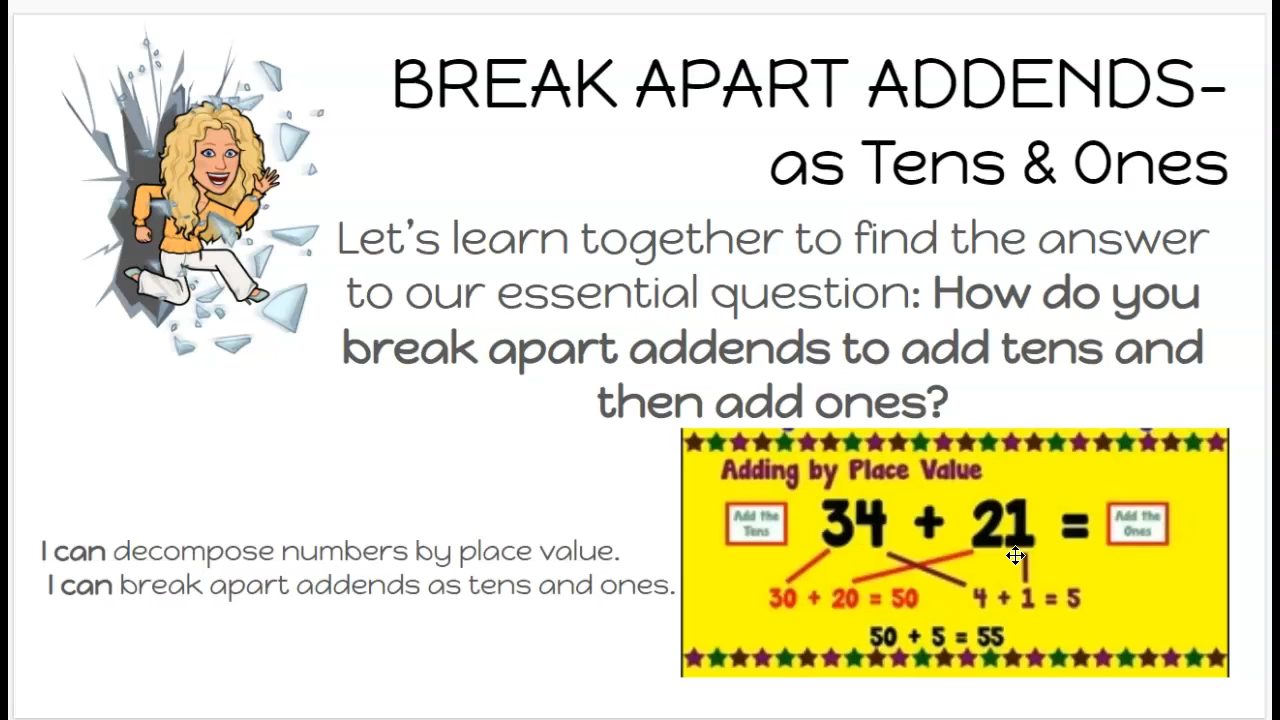 BREAK APART ADDENDS-
as Tens & Ones
Let's learn together to find the answer
to our essential question: How do you
break apart addends to add tens and
then add ones?
I can decompose numbers by place value.
I can break apart addends as tens and ones.
Adding by Place Value
Add the
Tens
34 + 21 =
Add the
Ones
30 + 20 = 50
4 + 1 = 5
50 + 5 = 55